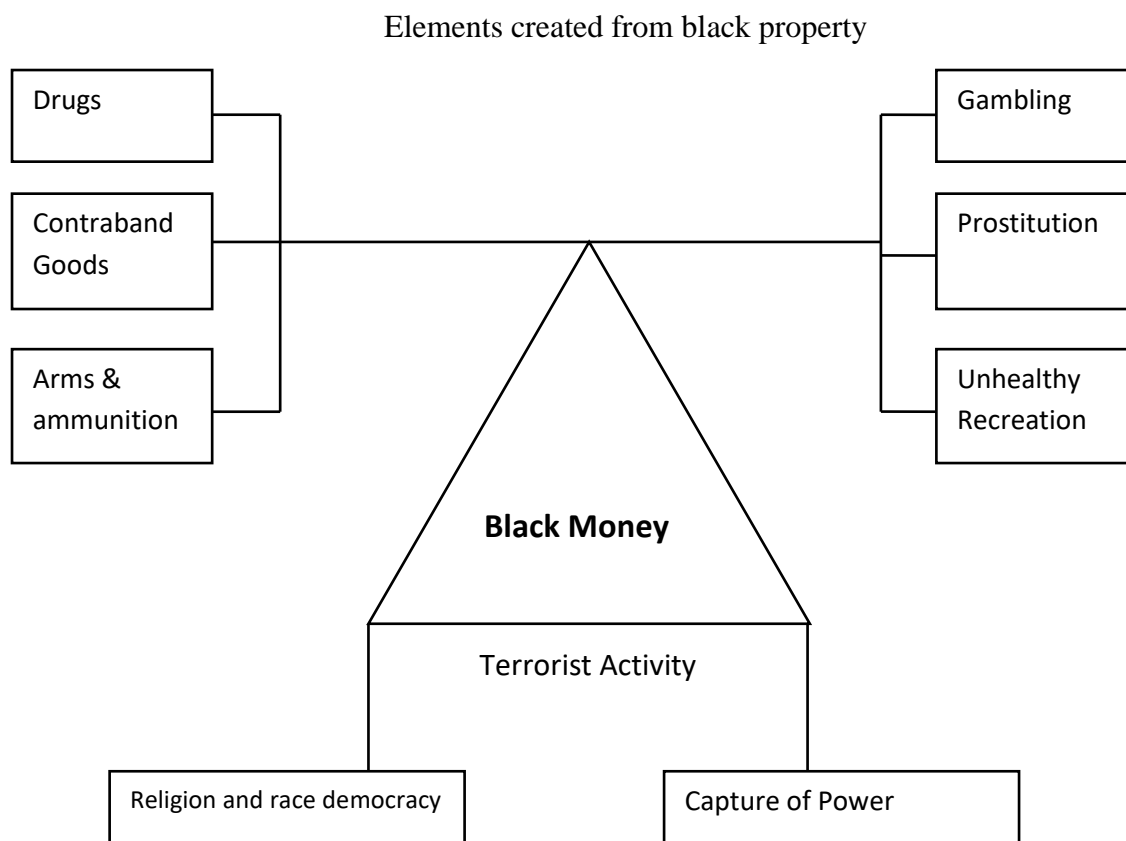 Elements created from black property
Drugs
Gambling
Contraband
Goods
Prostitution
Arms &
ammunition
Unhealthy
Recreation
Black Money
Terrorist Activity
Religion and race democracy
Capture of Power